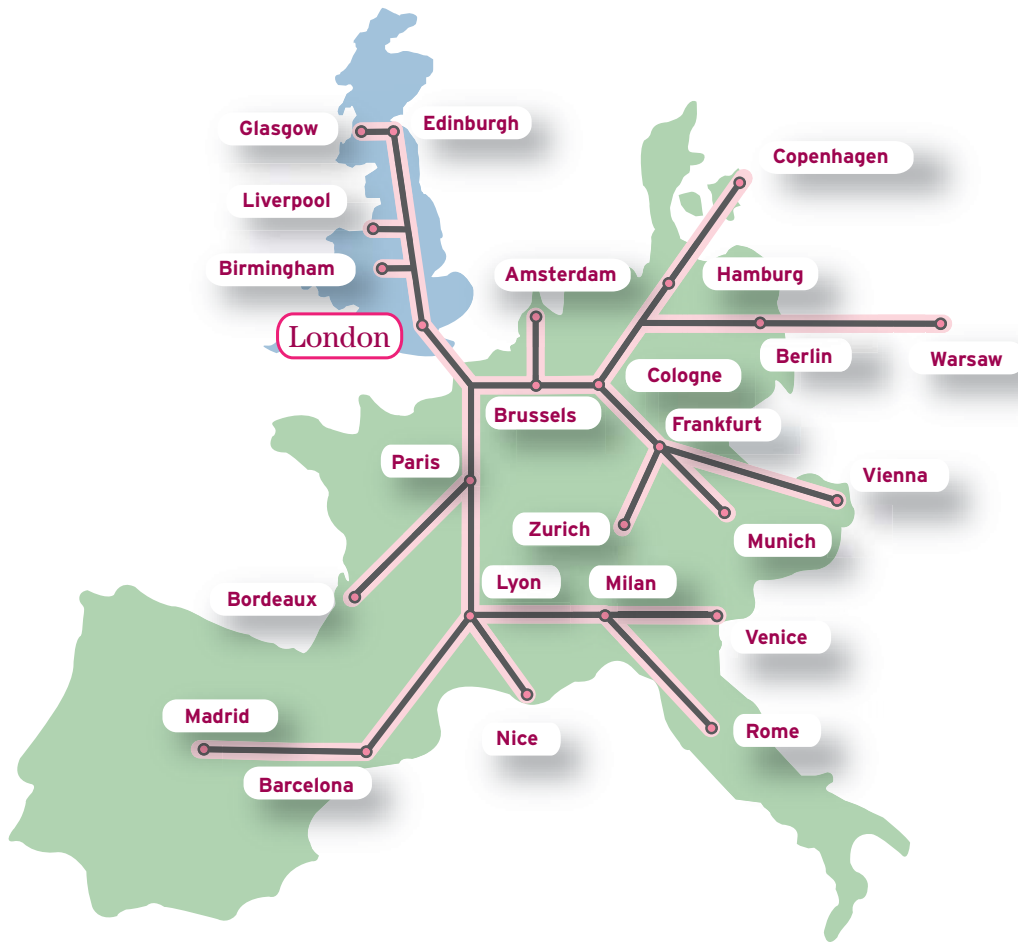 Glasgow
Edinburgh
Copenhagen
Liverpool
Birmingham
Amsterdam
Hamburg
London
Berlin
Warsaw
Cologne
Brussels
Frankfurt
Paris
Vienna
Zurich
Munich
Lyon
Milan
Bordeaux
Venice
Madrid
Nice
Rome
Barcelona